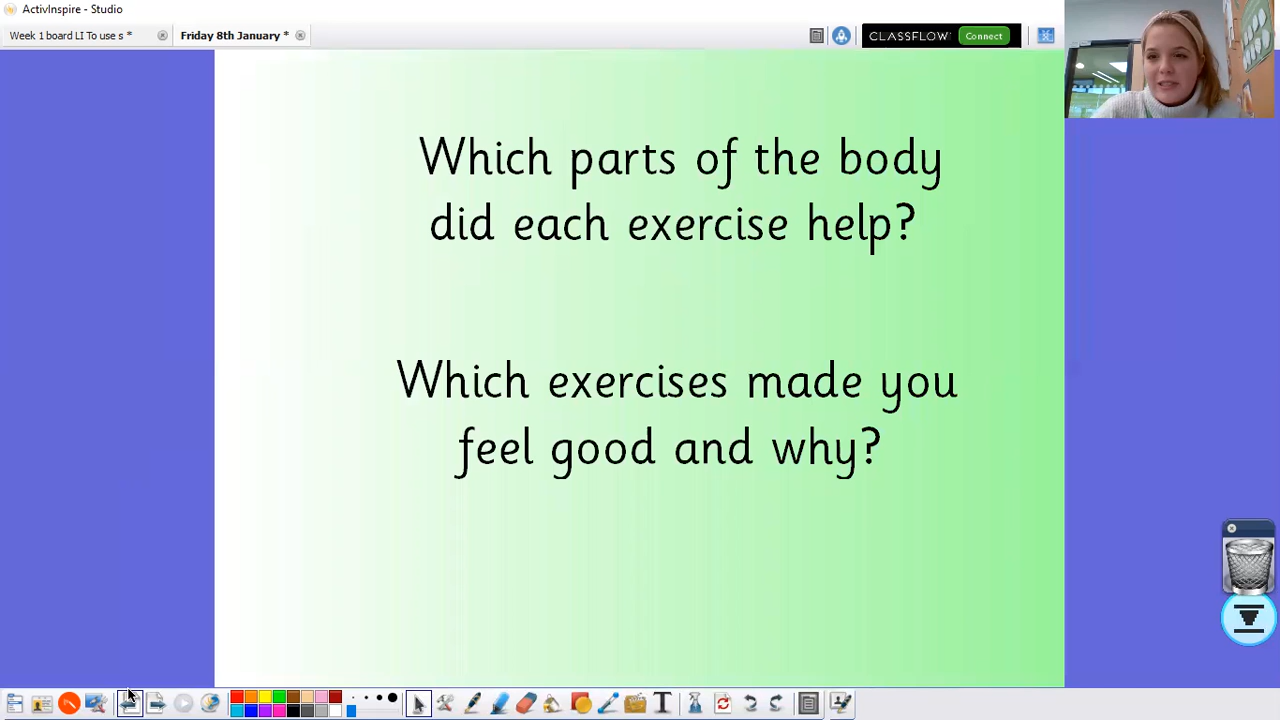 ActivInspire - Studio
Week 1 board LI To use s *
Friday 8th January *
CLASSFLOW
Connect
Which parts of the body
did each exercise help?
Which exercises made you
feel good and why?
T